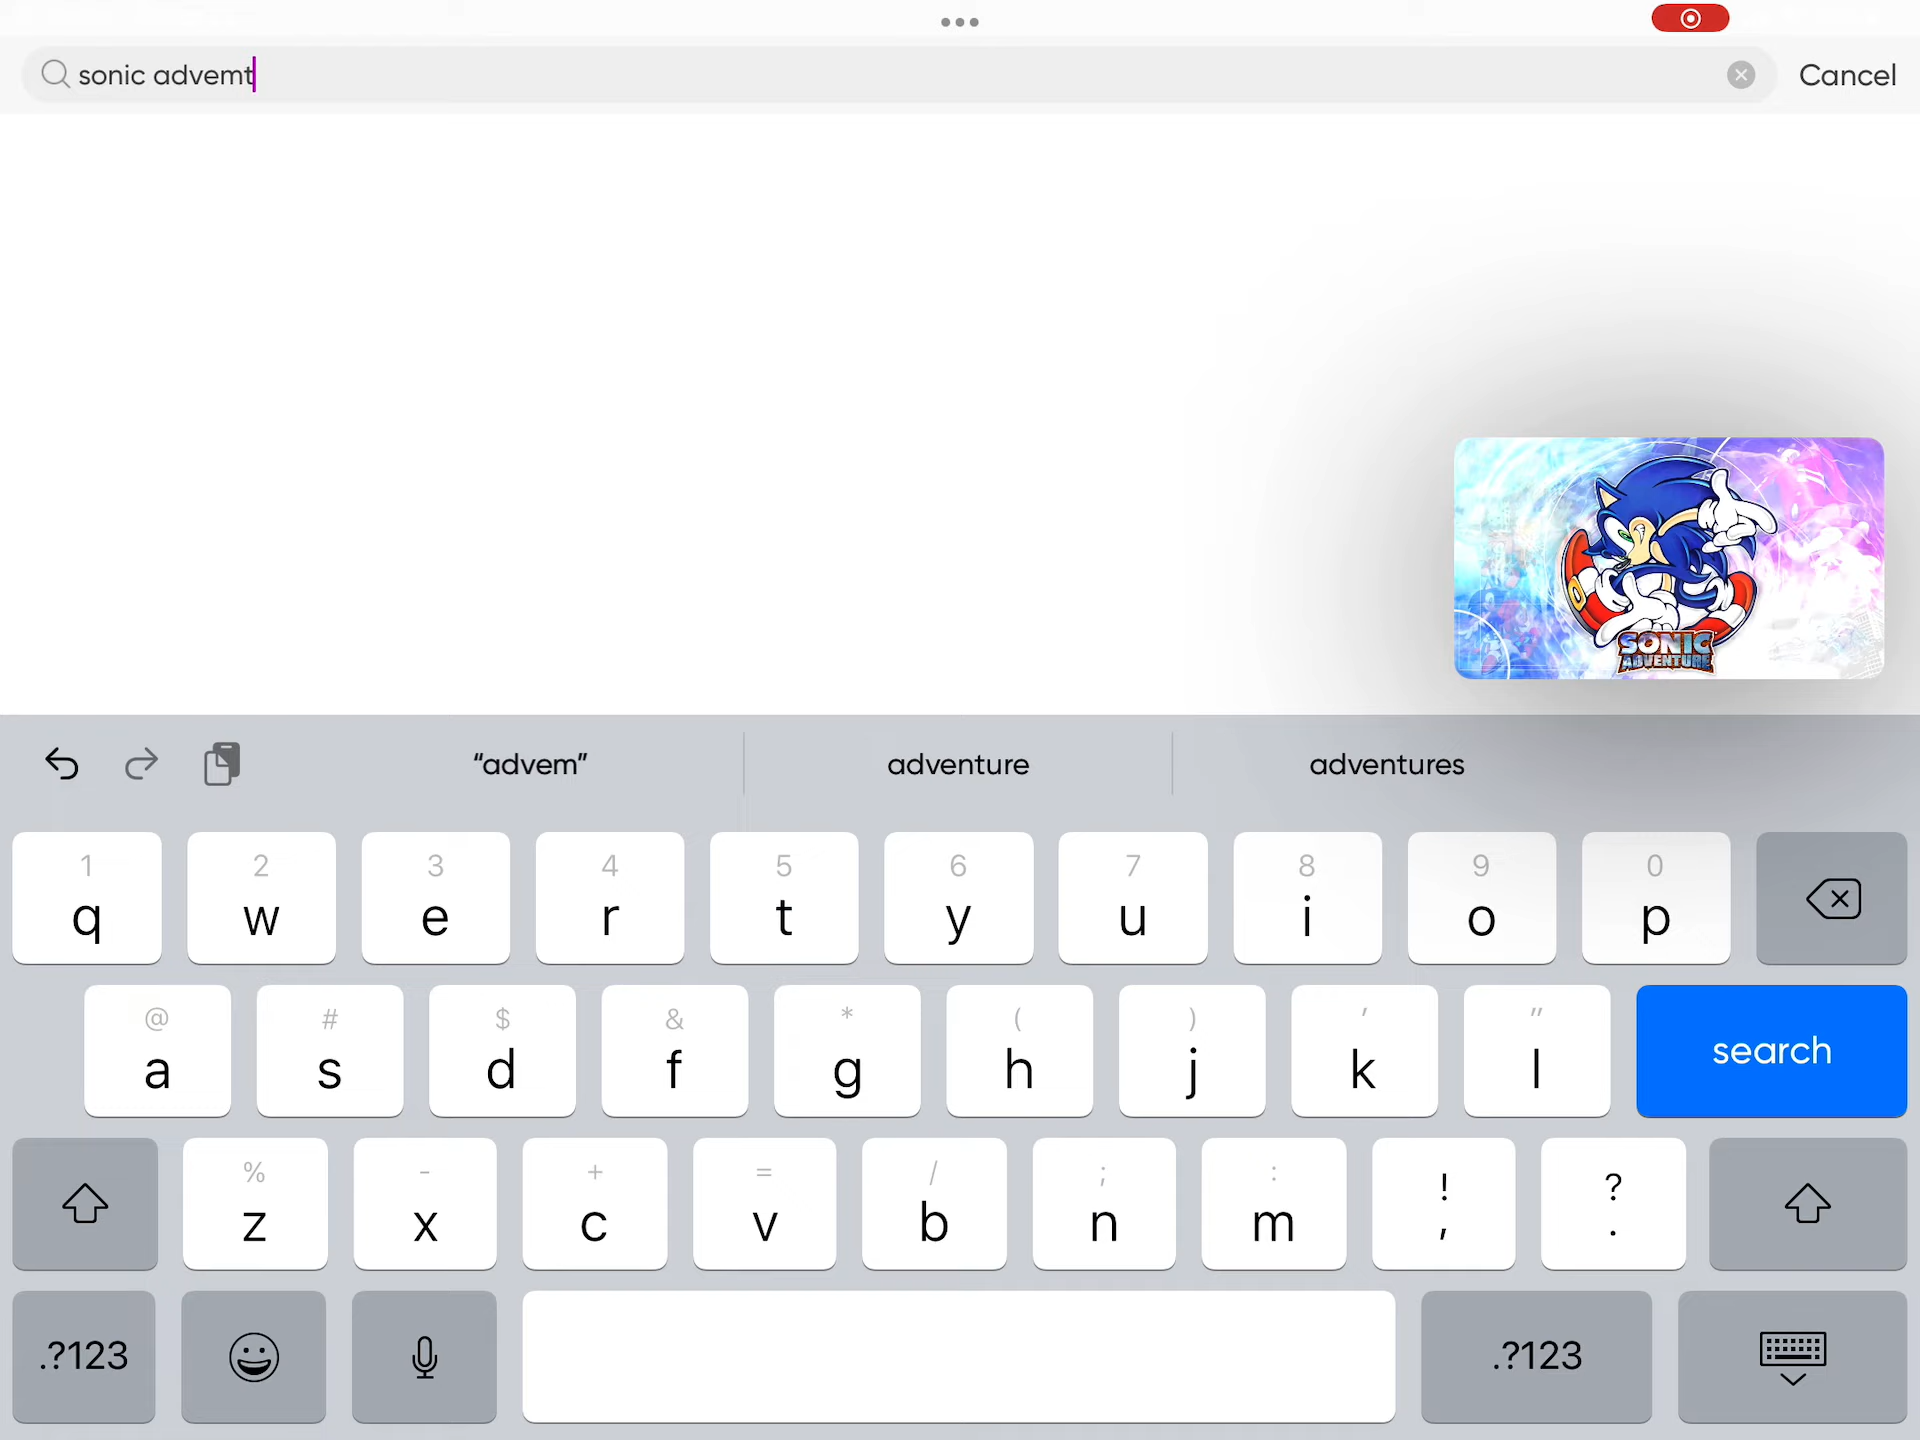 sonic advemt
Cancel
SONIC
ADVENTURE
“advem” adventure adventures
1 2 3 4 5 6 7 8 9 0
q w e r t y u i o p
@ # $ & * ( ) ' "
a s d f g h j k l search
% - + = / ; : ! ?
z x c v b n m , .
.?123 .?123